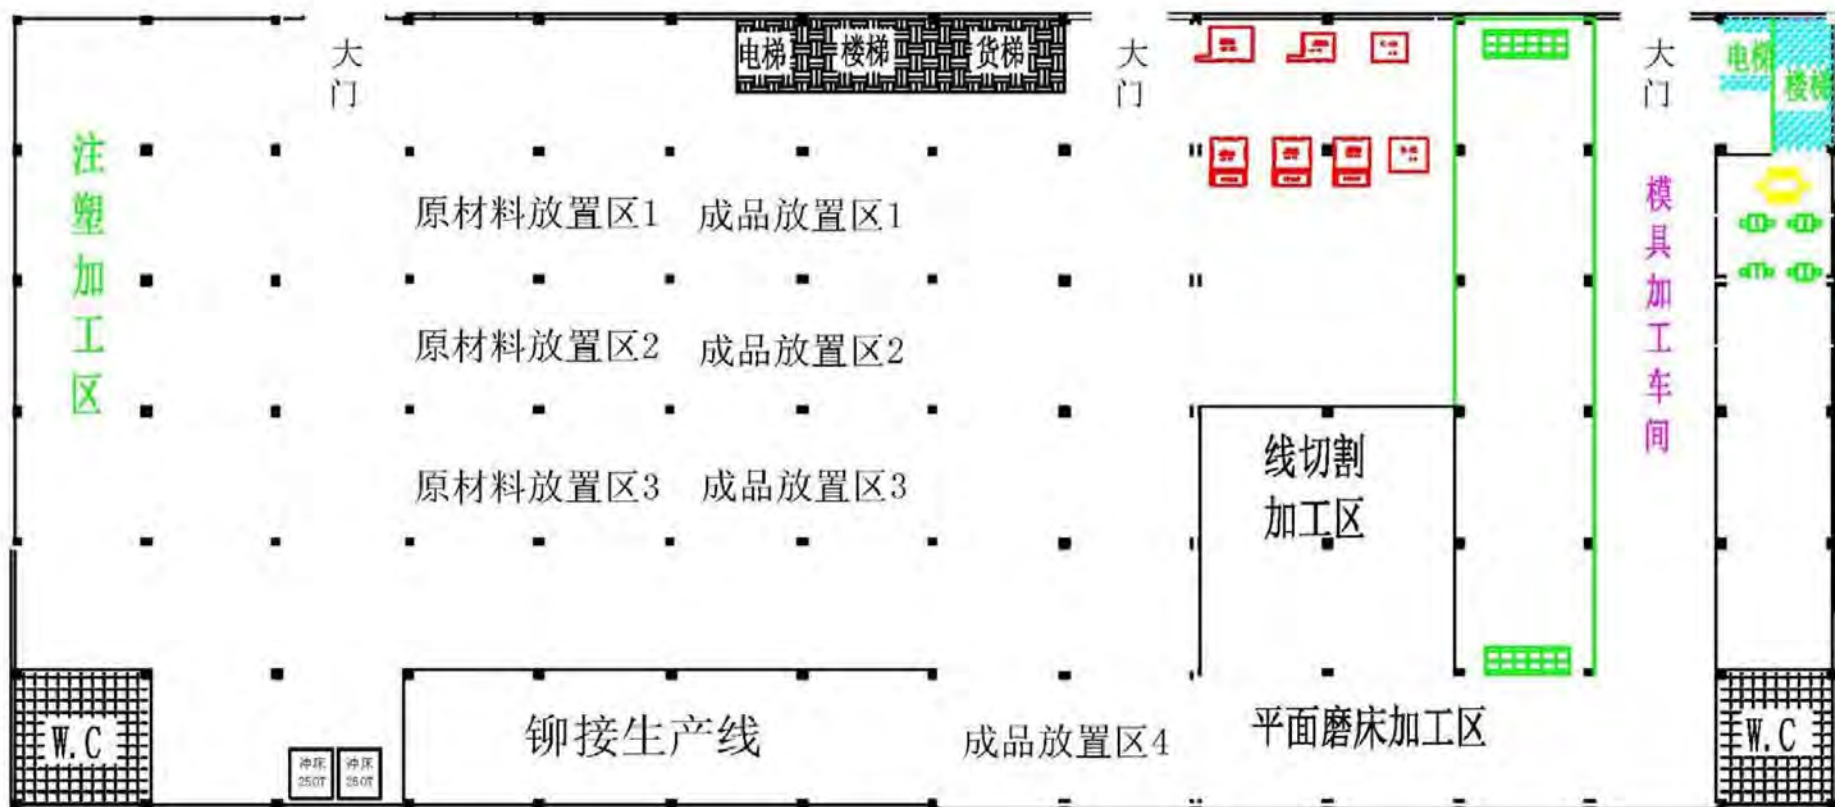 大门
电梯
楼梯
货梯
大门
大门
电梯
楼梯
注塑加工区
原材料放置区1
成品放置区1
模具加工车间
原材料放置区2
成品放置区2
线切割
加工区
原材料放置区3
成品放置区3
W.C
冲床
250T
冲床
260T
铆接生产线
成品放置区4
平面磨床加工区
W.C